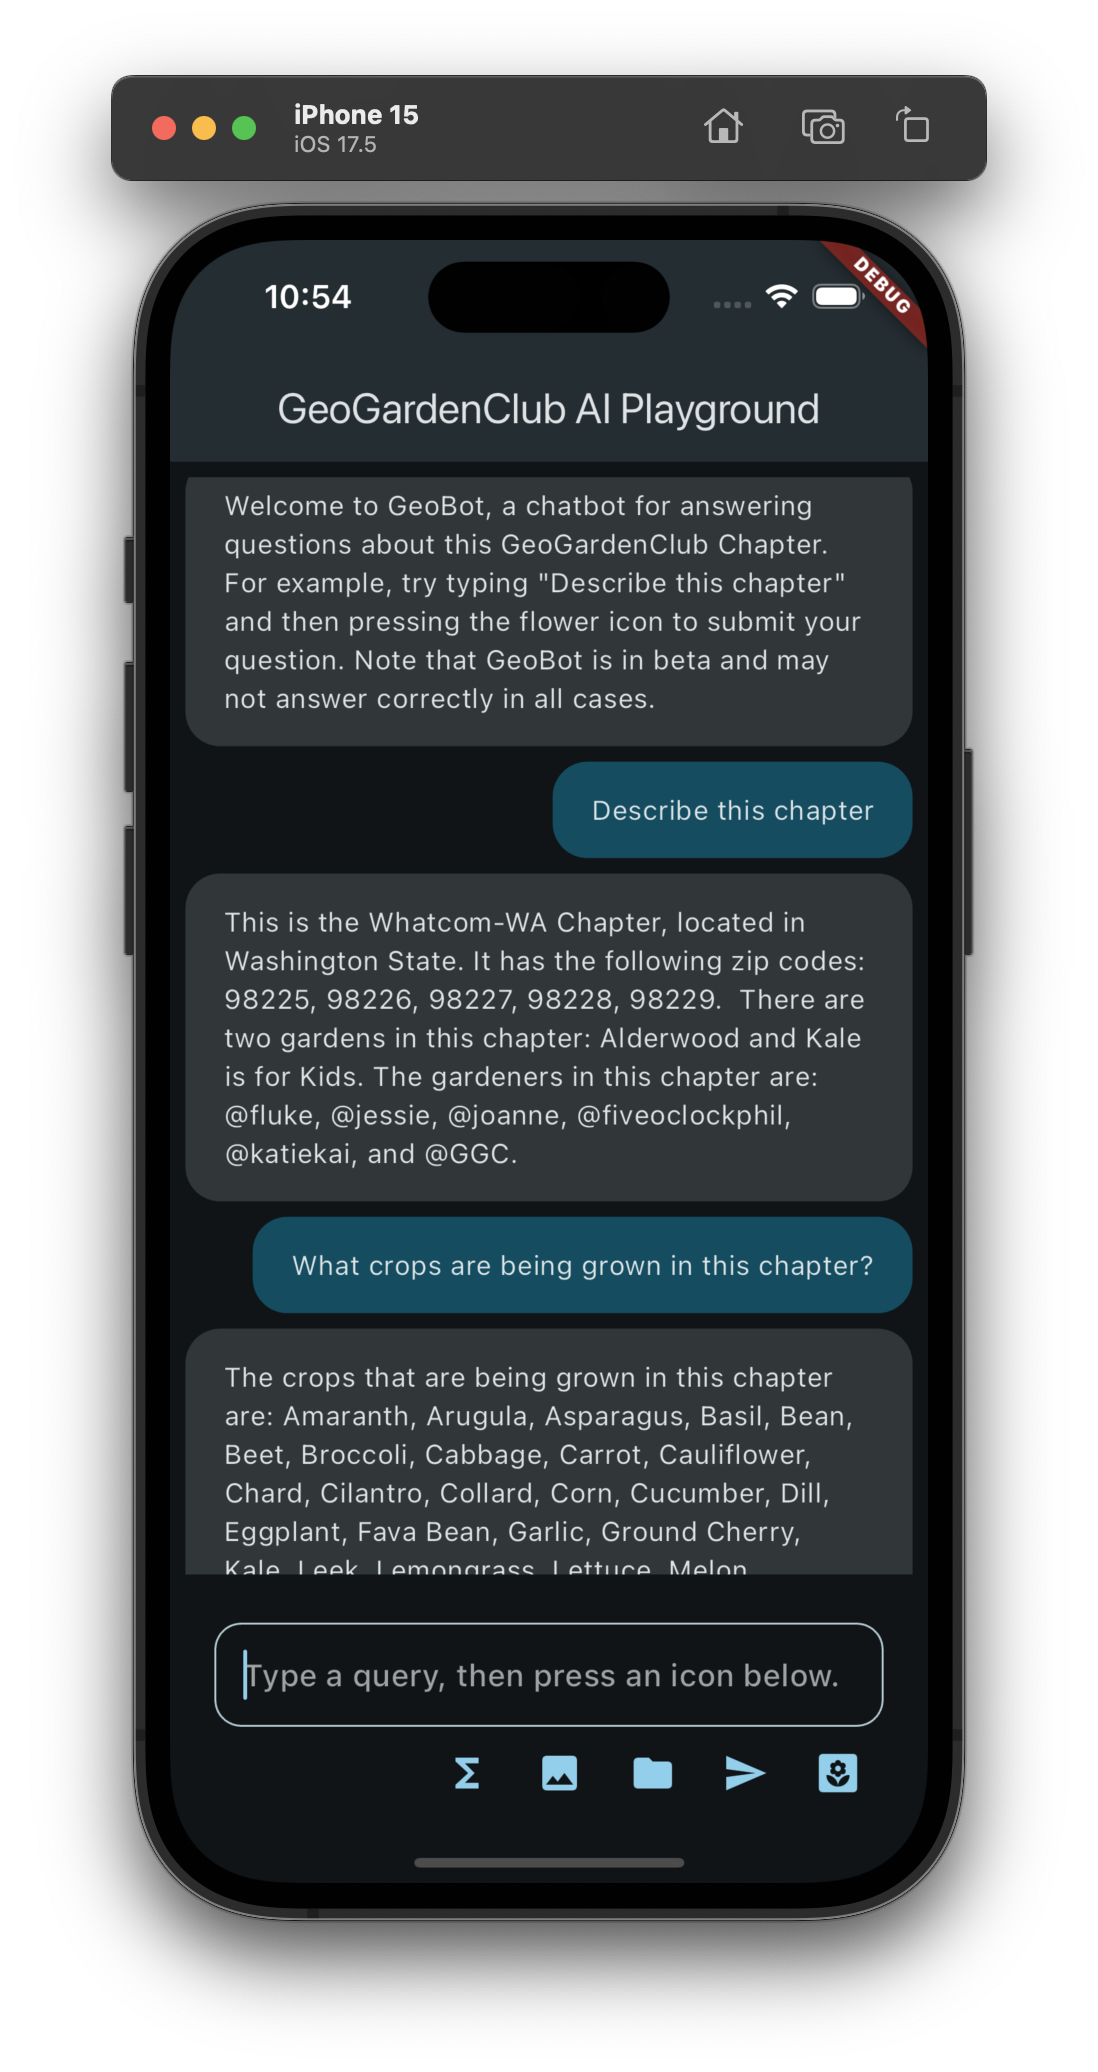 iPhone 15
iOS 17.5
10:54
DEBUG
GeoGardenClub AI Playground
Welcome to GeoBot, a chatbot for answering
questions about this GeoGardenClub Chapter.
For example, try typing "Describe this chapter"
and then pressing the flower icon to submit your
question. Note that GeoBot is in beta and may
not answer correctly in all cases.
Describe this chapter
This is the Whatcom-WA Chapter, located in
Washington State. It has the following zip codes:
98225, 98226, 98227, 98228, 98229.  There are
two gardens in this chapter: Alderwood and Kale
is for Kids. The gardeners in this chapter are:
@fluke, @jessie, @joanne, @fiveoclockphil,
@katiekai, and @GGC.
What crops are being grown in this chapter?
The crops that are being grown in this chapter
are: Amaranth, Arugula, Asparagus, Basil, Bean,
Beet, Broccoli, Cabbage, Carrot, Cauliflower,
Chard, Cilantro, Collard, Corn, Cucumber, Dill,
Eggplant, Fava Bean, Garlic, Ground Cherry,
Kale, Leek, Lemongrass, Lettuce, Melon,
Type a query, then press an icon below.